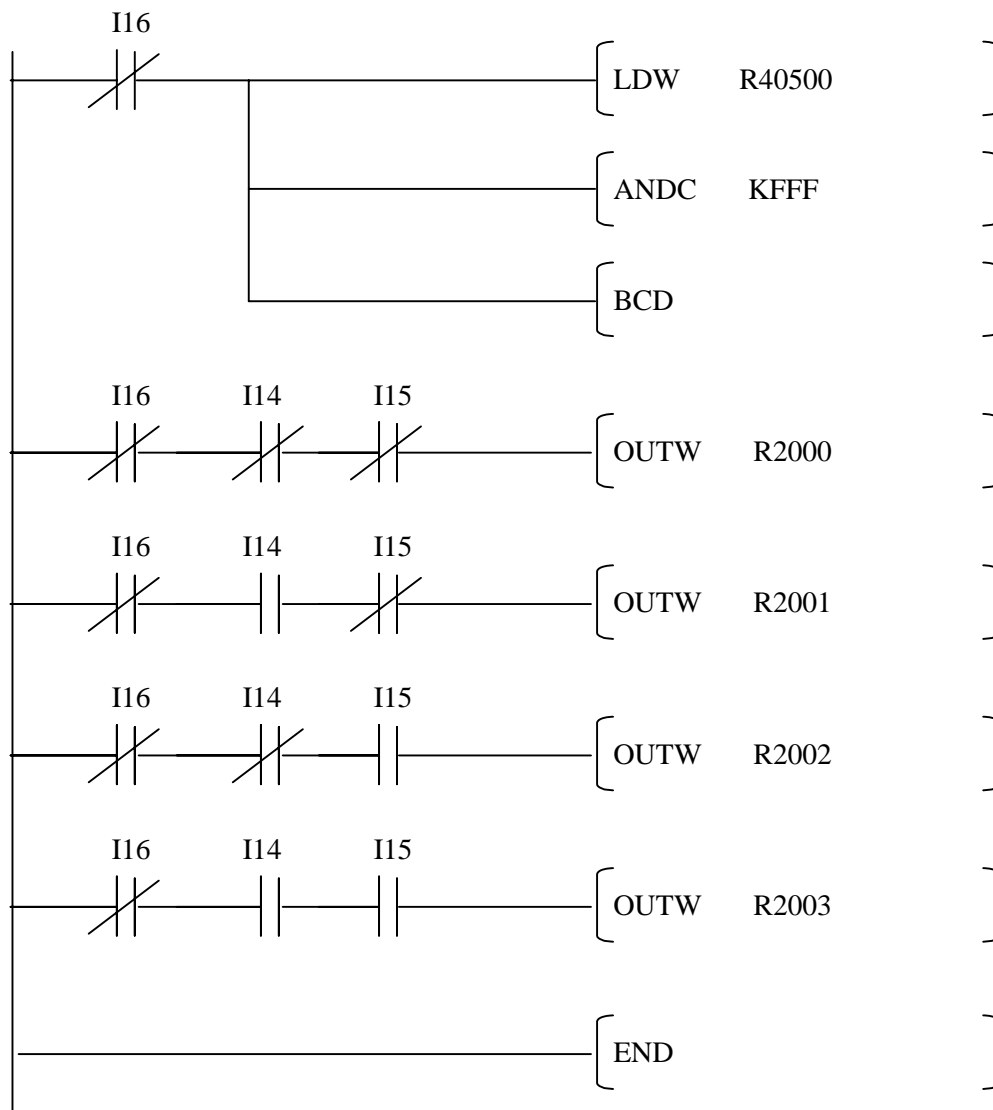 I16
LDW R40500
ANDC KFFF
BCD
I16 I14 I15
OUTW R2000
I16 I14 I15
OUTW R2001
I16 I14 I15
OUTW R2002
I16 I14 I15
OUTW R2003
END